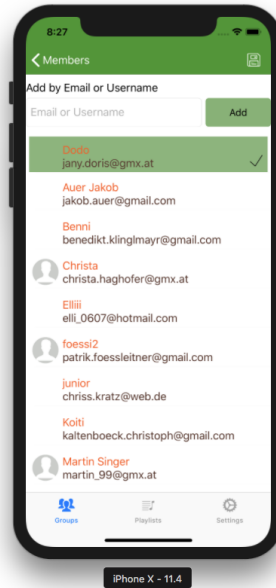 8:27
Members
Add by Email or Username
Email or Username
Add
Dodo
jany.doris@gmx.at
Auer Jakob
jakob.auer@gmail.com
Benni
benedikt.klinglmayr@gmail.com
Christa
christa.haghofer@gmx.at
Elliii
elli_0607@hotmail.com
foessi2
patrik.foessleitner@gmail.com
junior
chriss.kratz@web.de
Koiti
kaltenboeck.christoph@gmail.com
Martin Singer
martin_99@gmx.at
Groups
Playlists
Settings
iPhone X - 11.4